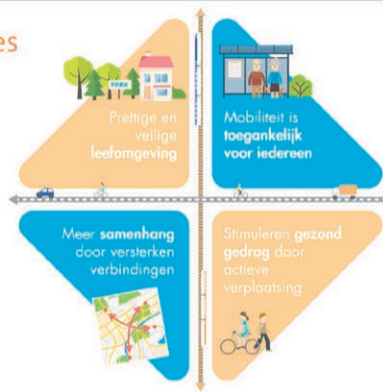 es
PARK
Prettige en
veilige
leefomgeving
Mobiliteit is
toegankelijk
voor iedereen
Meer samenhang
door versterken
verbindingen
Stimuleren gezond
gedrag door
actieve
verplaatsing